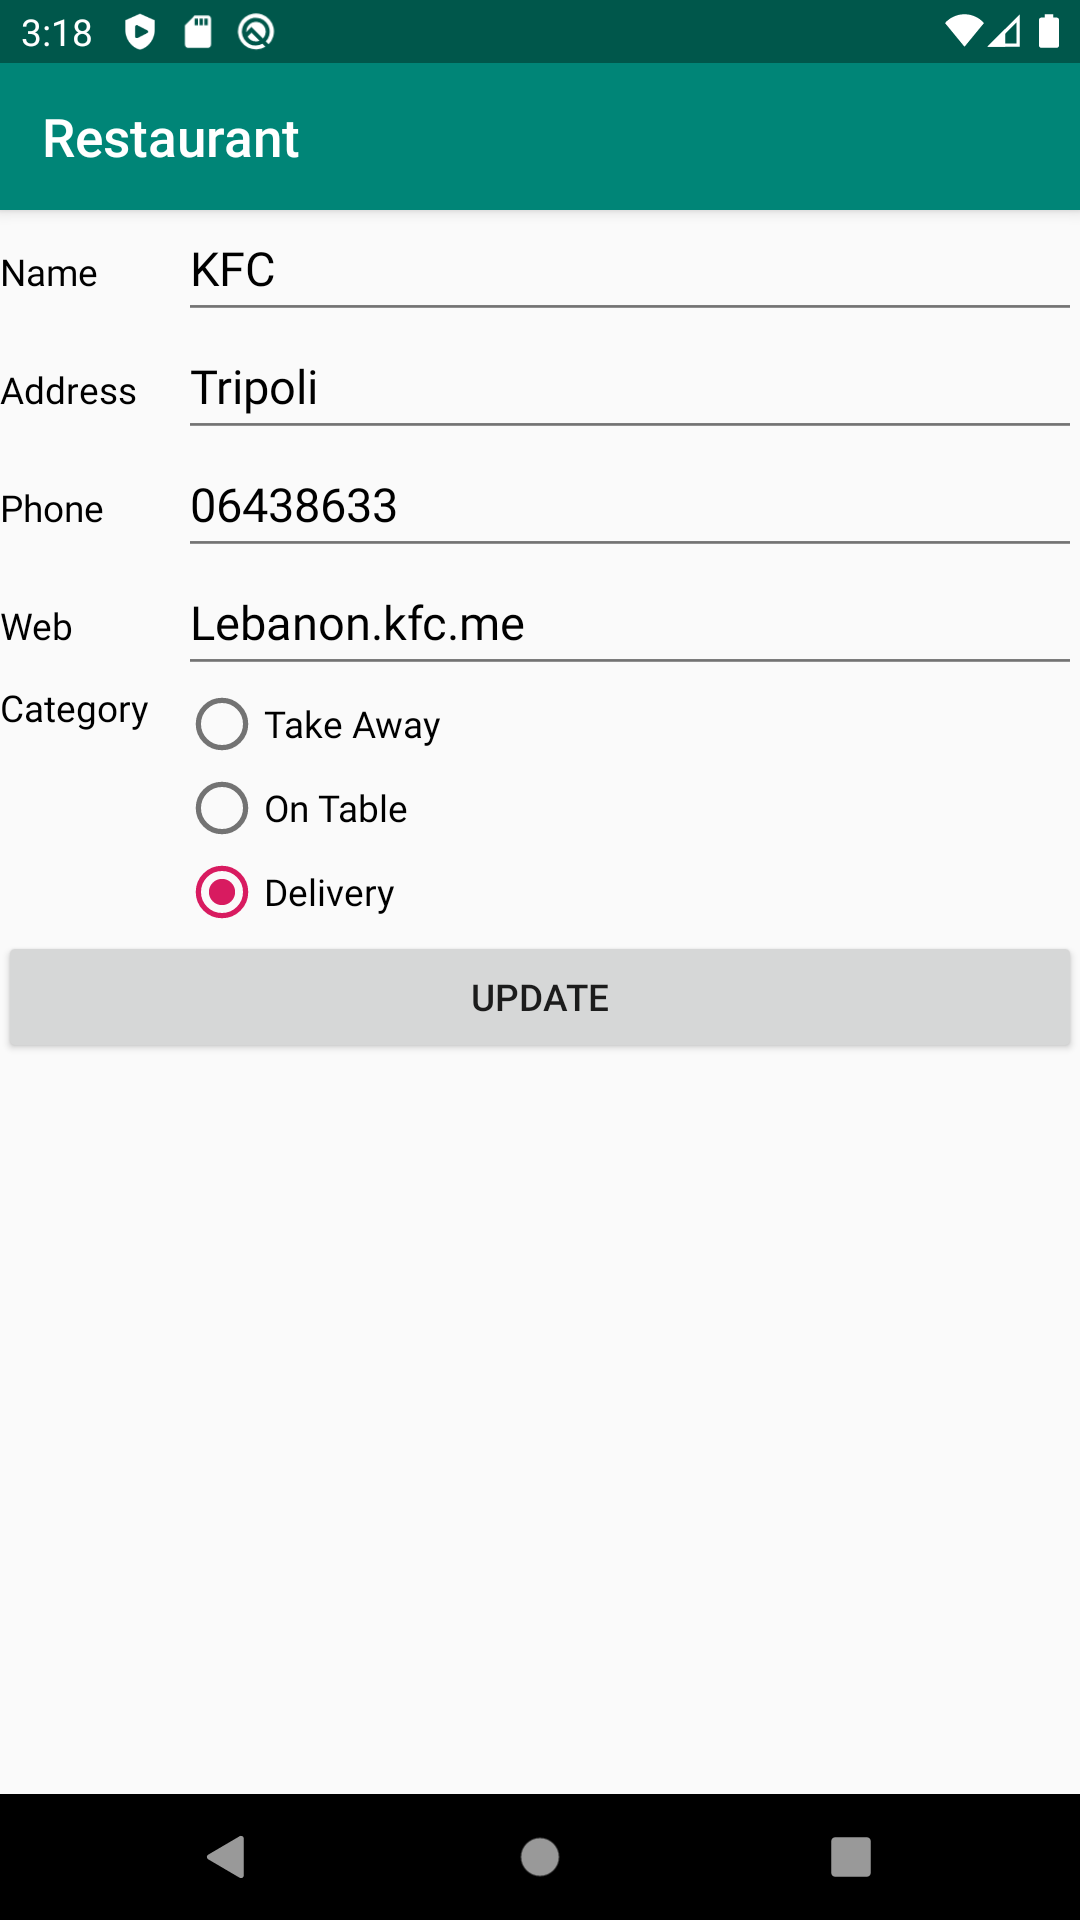 3:18
Restaurant
Name KFC
Address Tripoli
Phone 06438633
Web Lebanon.kfc.me
Category Take Away
On Table
Delivery
UPDATE